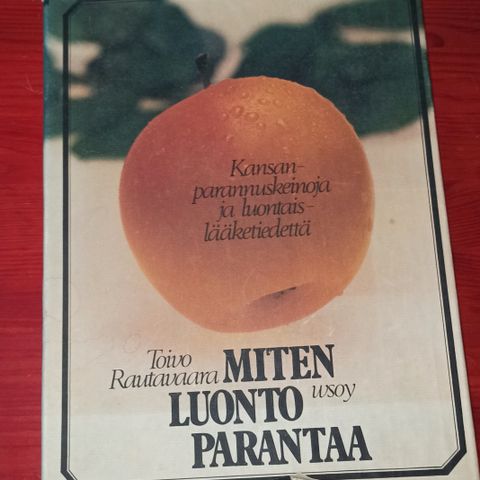 Kansan-
parannuskeinoja
ja luontais-
lääketiedettä
Toivo
Rautavaara MITEN
LUONTO wsoy
PARANTAA